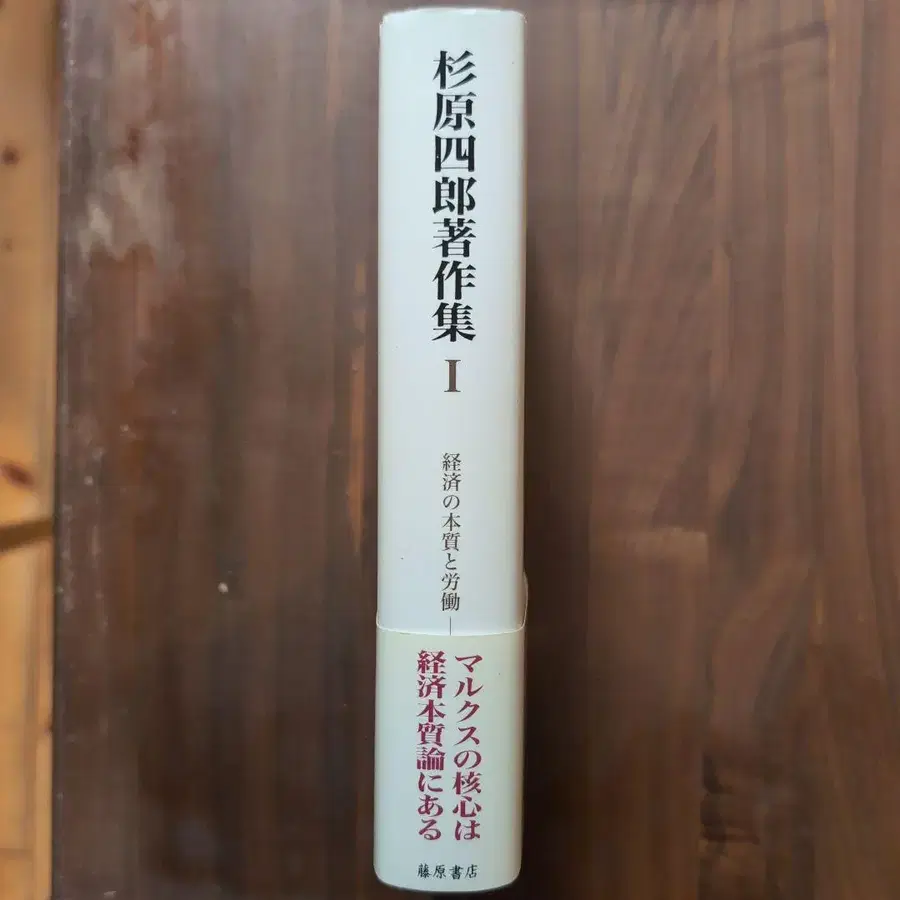 杉原四郎著作集 I
経済の本質と労働―
マルクスの核心は
経済本質論にある
藤原書店